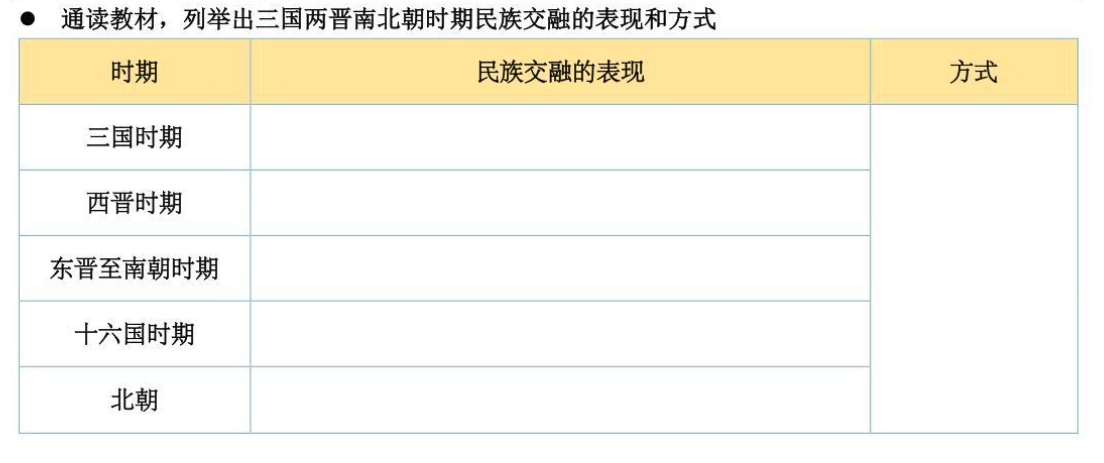 ● 通读教材，列举出三国两晋南北朝时期民族交融的表现和方式
时期 民族交融的表现 方式
三国时期
西晋时期
东晋至南朝时期
十六国时期
北朝